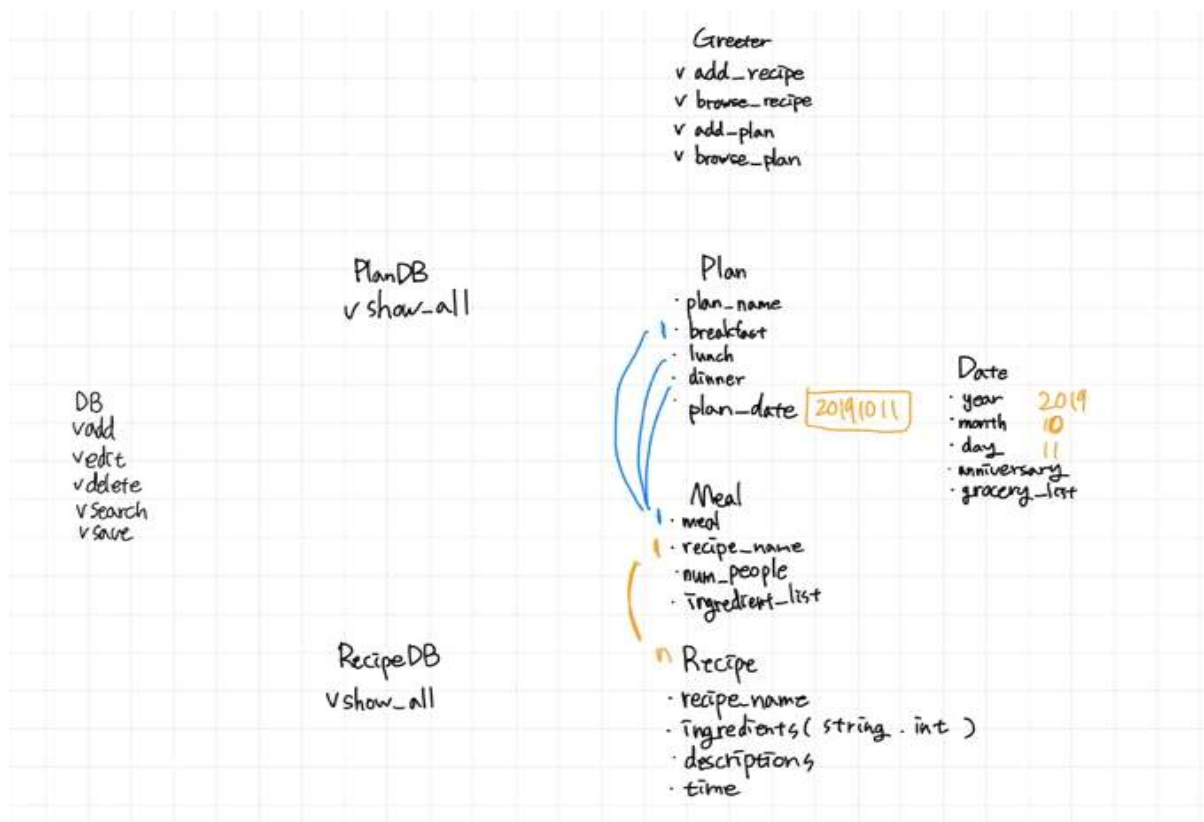 Greeter
v add_recipe
v browse_recipe
v add_plan
v browse_plan
PlanDB
v show_all
Plan
· plan_name
1 · breakfast
· lunch
· dinner
· plan_date 20191011
Date
· year 2019
· month 10
· day 11
· anniversary
· grocery_list
DB
v add
v edit
v delete
v search
v save
Meal
1 · meal
1 · recipe_name
· num_people
· ingredient_list
RecipeDB
v show_all
n Recipe
· recipe_name
· ingredients( string . int )
· descriptions
· time